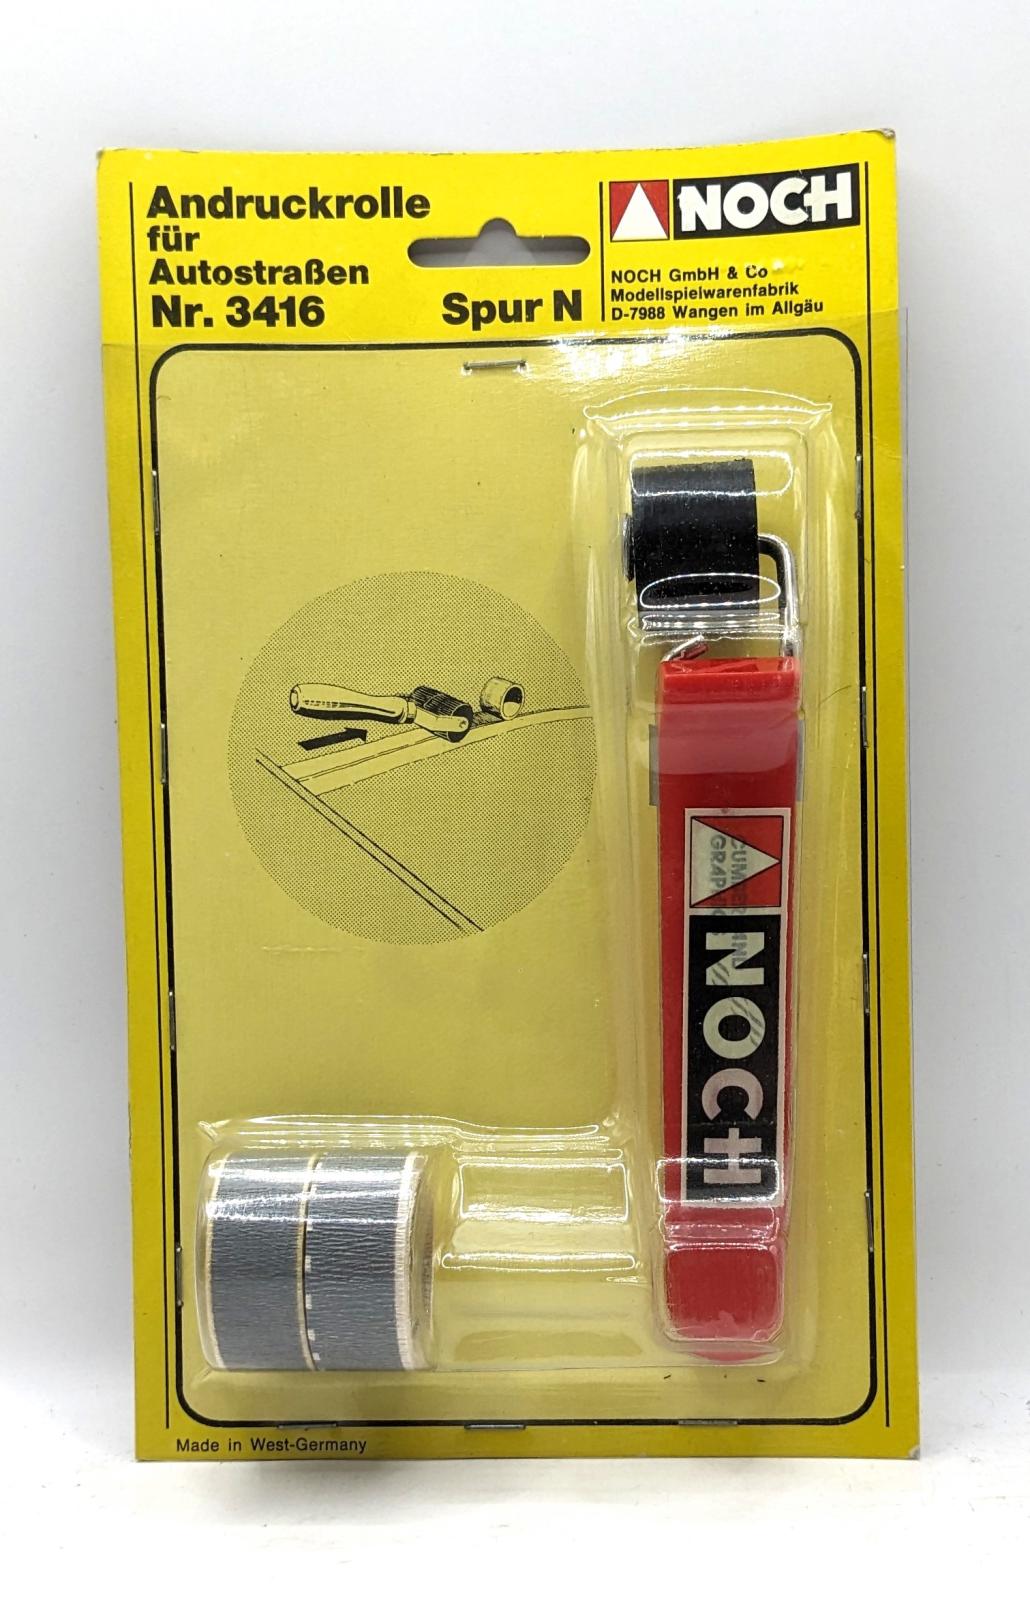 Andruckrolle
für
Autostraßen
Nr. 3416
Spur N
NOCH
NOCH GmbH & Co
Modellspielwarenfabrik
D-7988 Wangen im Allgäu
NOCH
Made in West-Germany